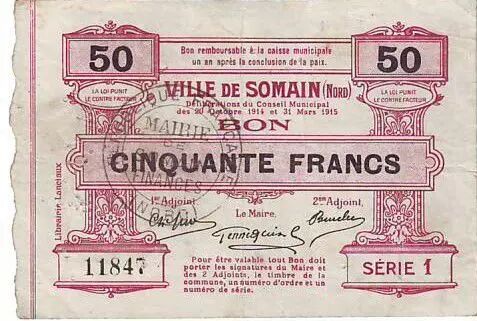 50
Bon remboursable à la caisse municipale
un an après la conclusion de la paix.
50
LA LOI PUNIT
LE CONTREFACTEUR
VILLE DE SOMAIN (NORD)
Délibérations du Conseil Municipal
des 20 Octobre 1914 et 31 Mars 1915
LA LOI PUNIT
LE CONTREFACTEUR
BON
MAIRIE
DE
CINQUANTE FRANCS
FINANCES
1er Adjoint,
2me Adjoint,
Le Maire,
Librairie Lanciaux
11847
Pour être valable tout Bon doit
porter les signatures du Maire et
des 2 Adjoints, le timbre de la
commune, un numéro d'ordre et un
numéro de série.
SÉRIE 1